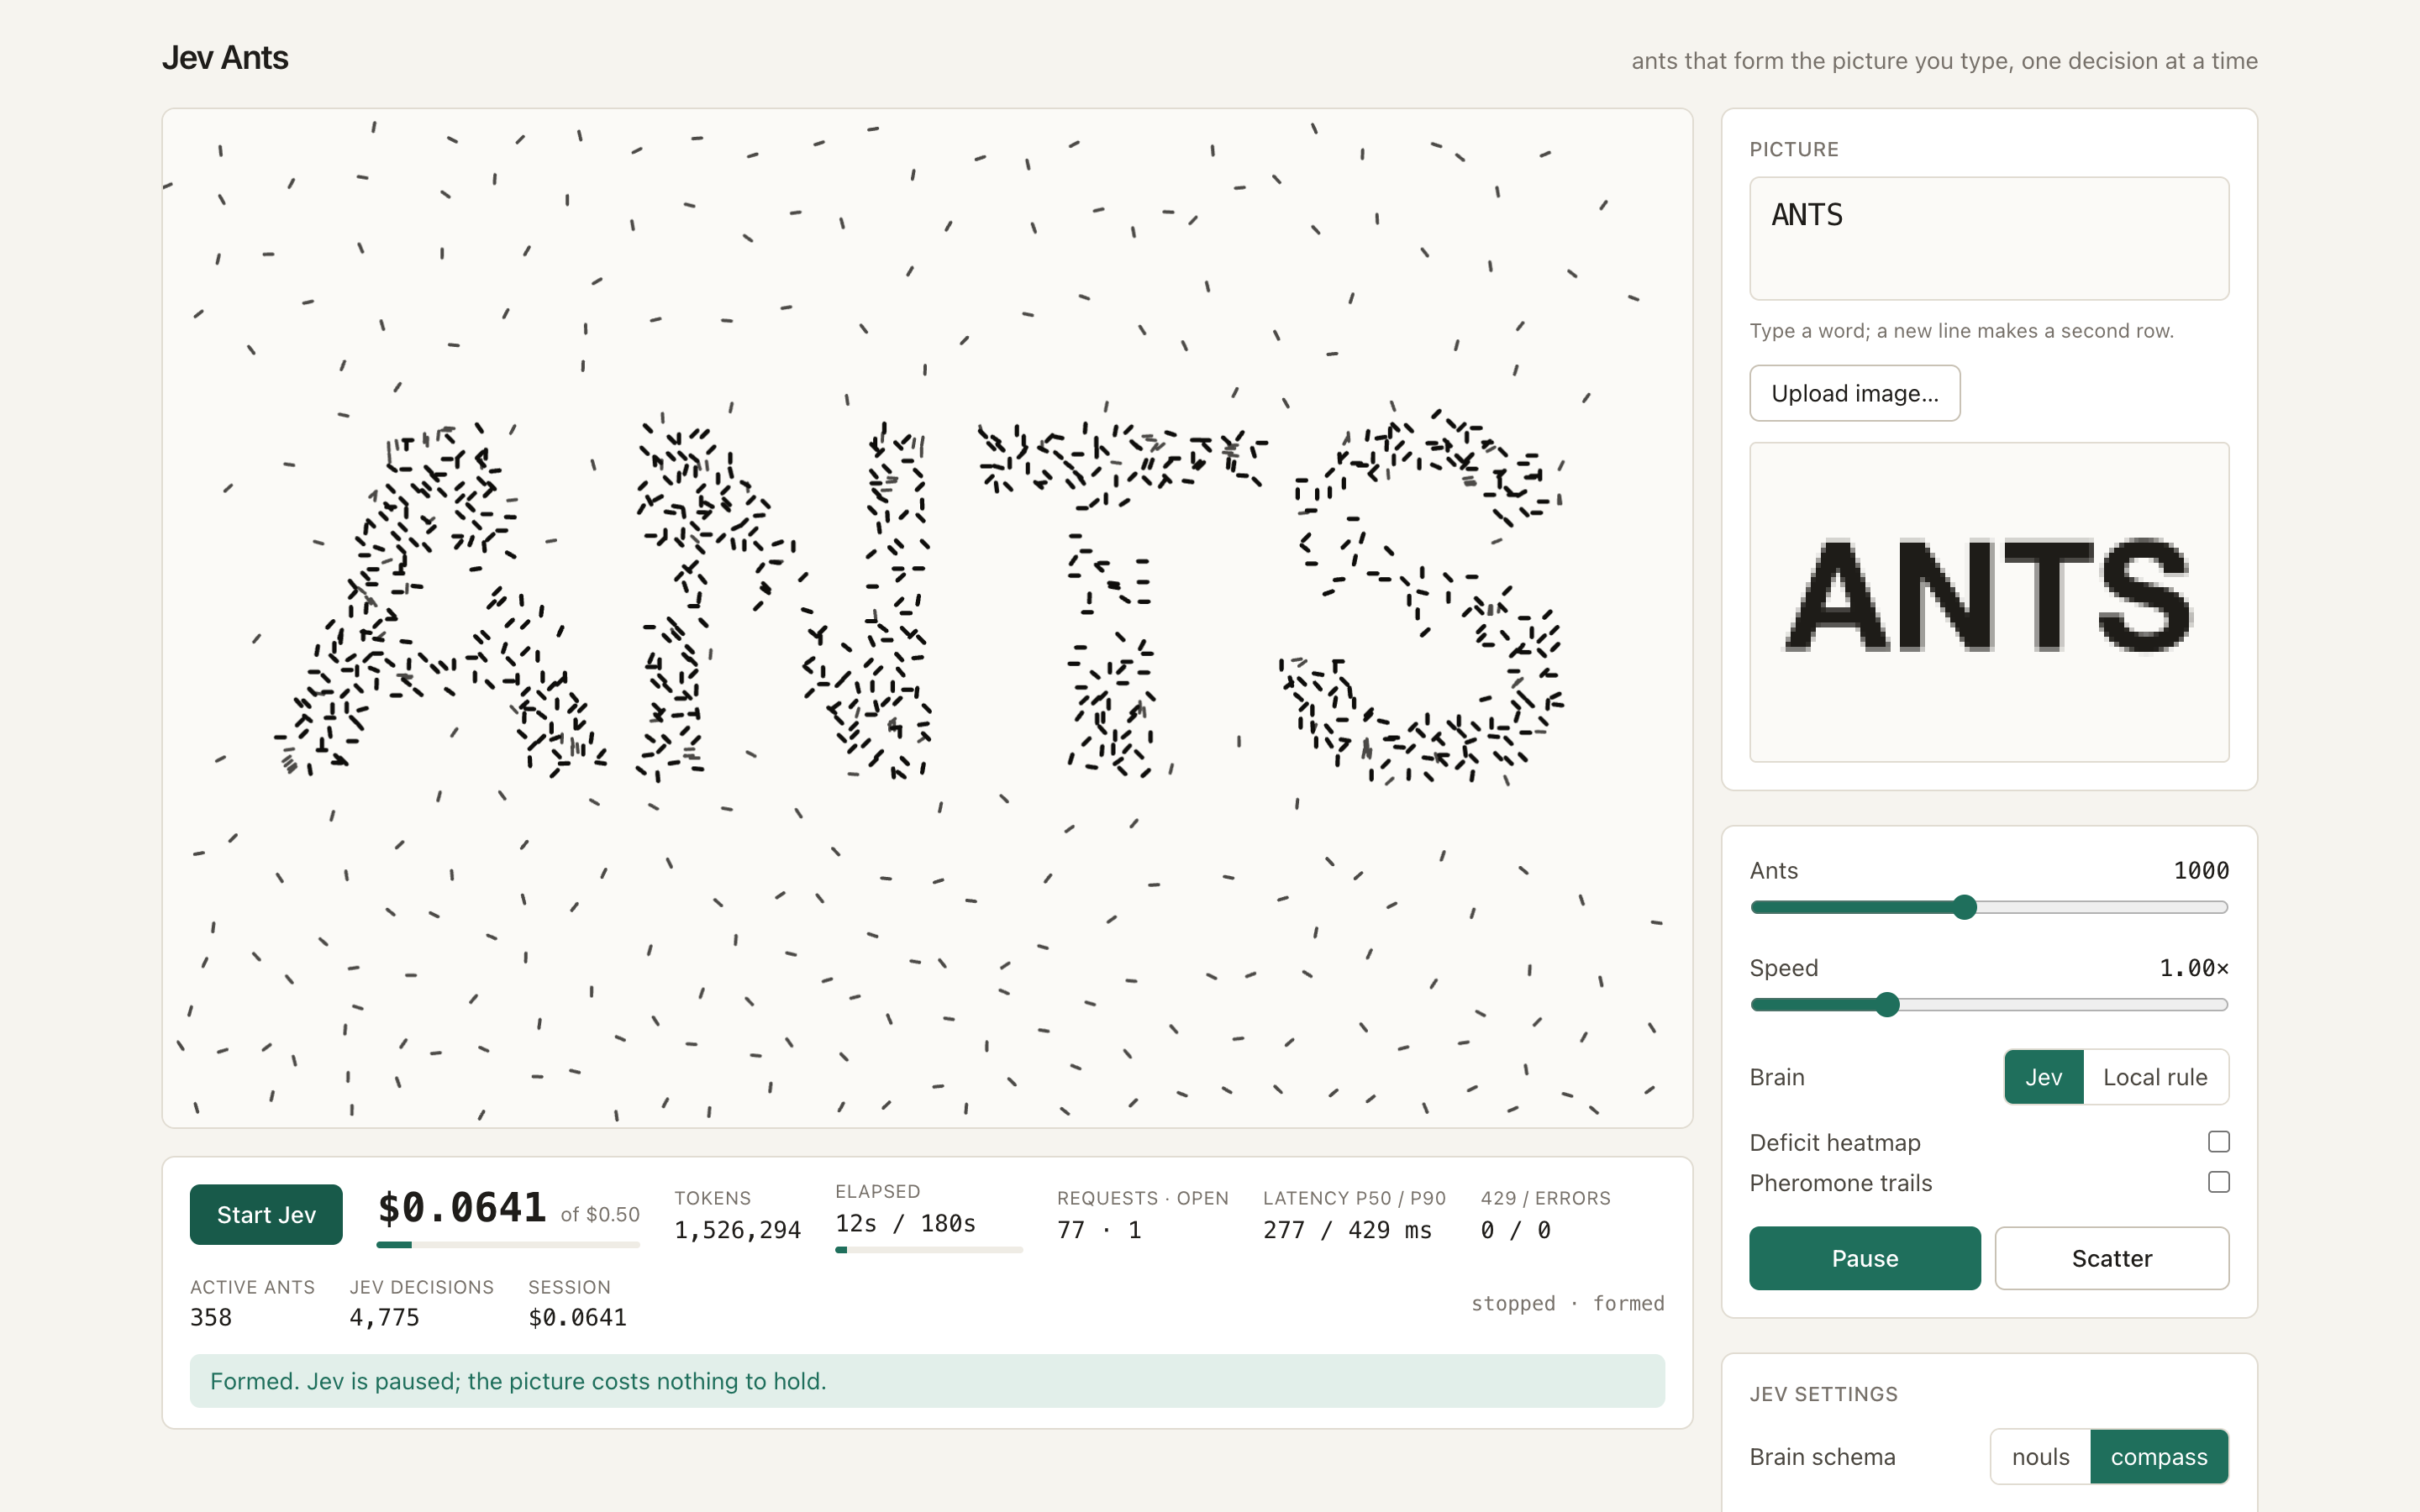 Jev Ants
ants that form the picture you type, one decision at a time
ANTS
PICTURE
ANTS
Type a word; a new line makes a second row.
Upload image...
ANTS
Ants 1000
Speed 1.00×
Brain Jev Local rule
Deficit heatmap
Pheromone trails
Pause Scatter
Start Jev
$0.0641 of $0.50
TOKENS
1,526,294
ELAPSED
12s / 180s
REQUESTS · OPEN
77 · 1
LATENCY P50 / P90
277 / 429 ms
429 / ERRORS
0 / 0
ACTIVE ANTS
358
JEV DECISIONS
4,775
SESSION
$0.0641
stopped · formed
Formed. Jev is paused; the picture costs nothing to hold.
JEV SETTINGS
Brain schema nouls compass